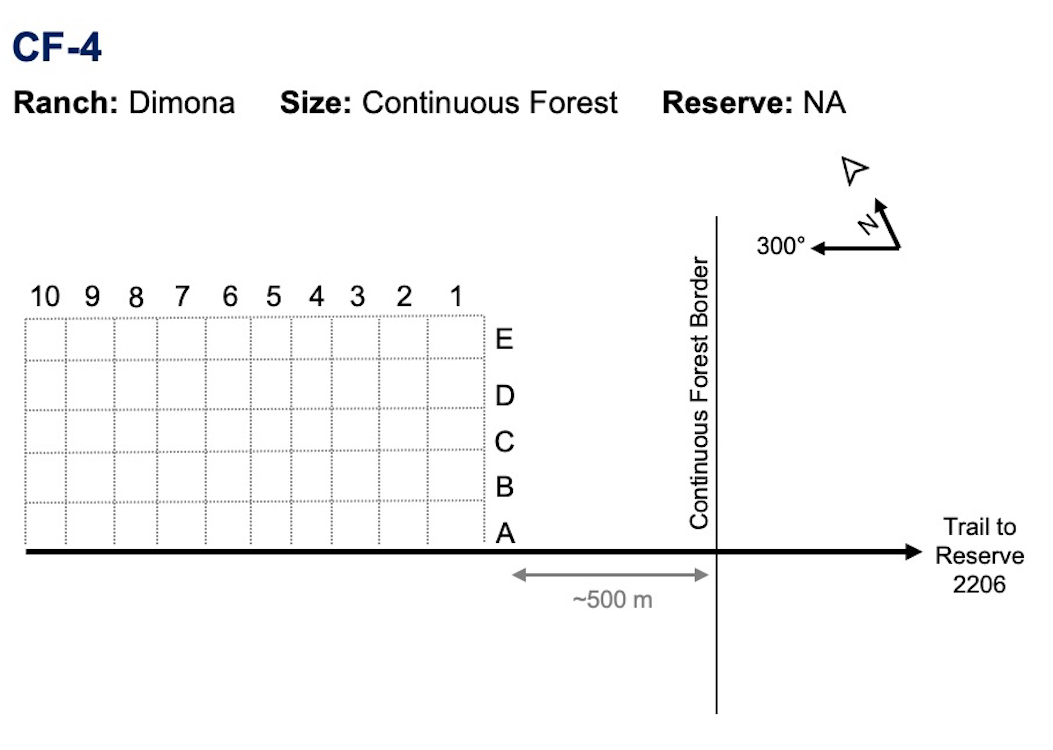 CF-4
Ranch: Dimona Size: Continuous Forest Reserve: NA
N
300°
Continuous Forest Border
10 9 8 7 6 5 4 3 2 1
E
D
C
B
A
Trail to
Reserve
2206
~500 m